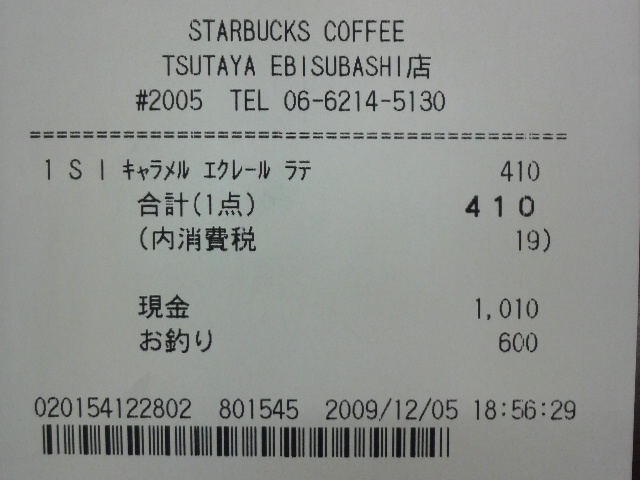 STARBUCKS COFFEE
TSUTAYA EBISUBASHI店
#2005 TEL 06-6214-5130
================================================
1 S I ｷｬﾗﾒﾙ ｴｸﾚｰﾙ ﾗﾃ 410
合計(1点) 410
(内消費税 19)
現金 1,010
お釣り 600
020154122802 801545 2009/12/05 18:56:29